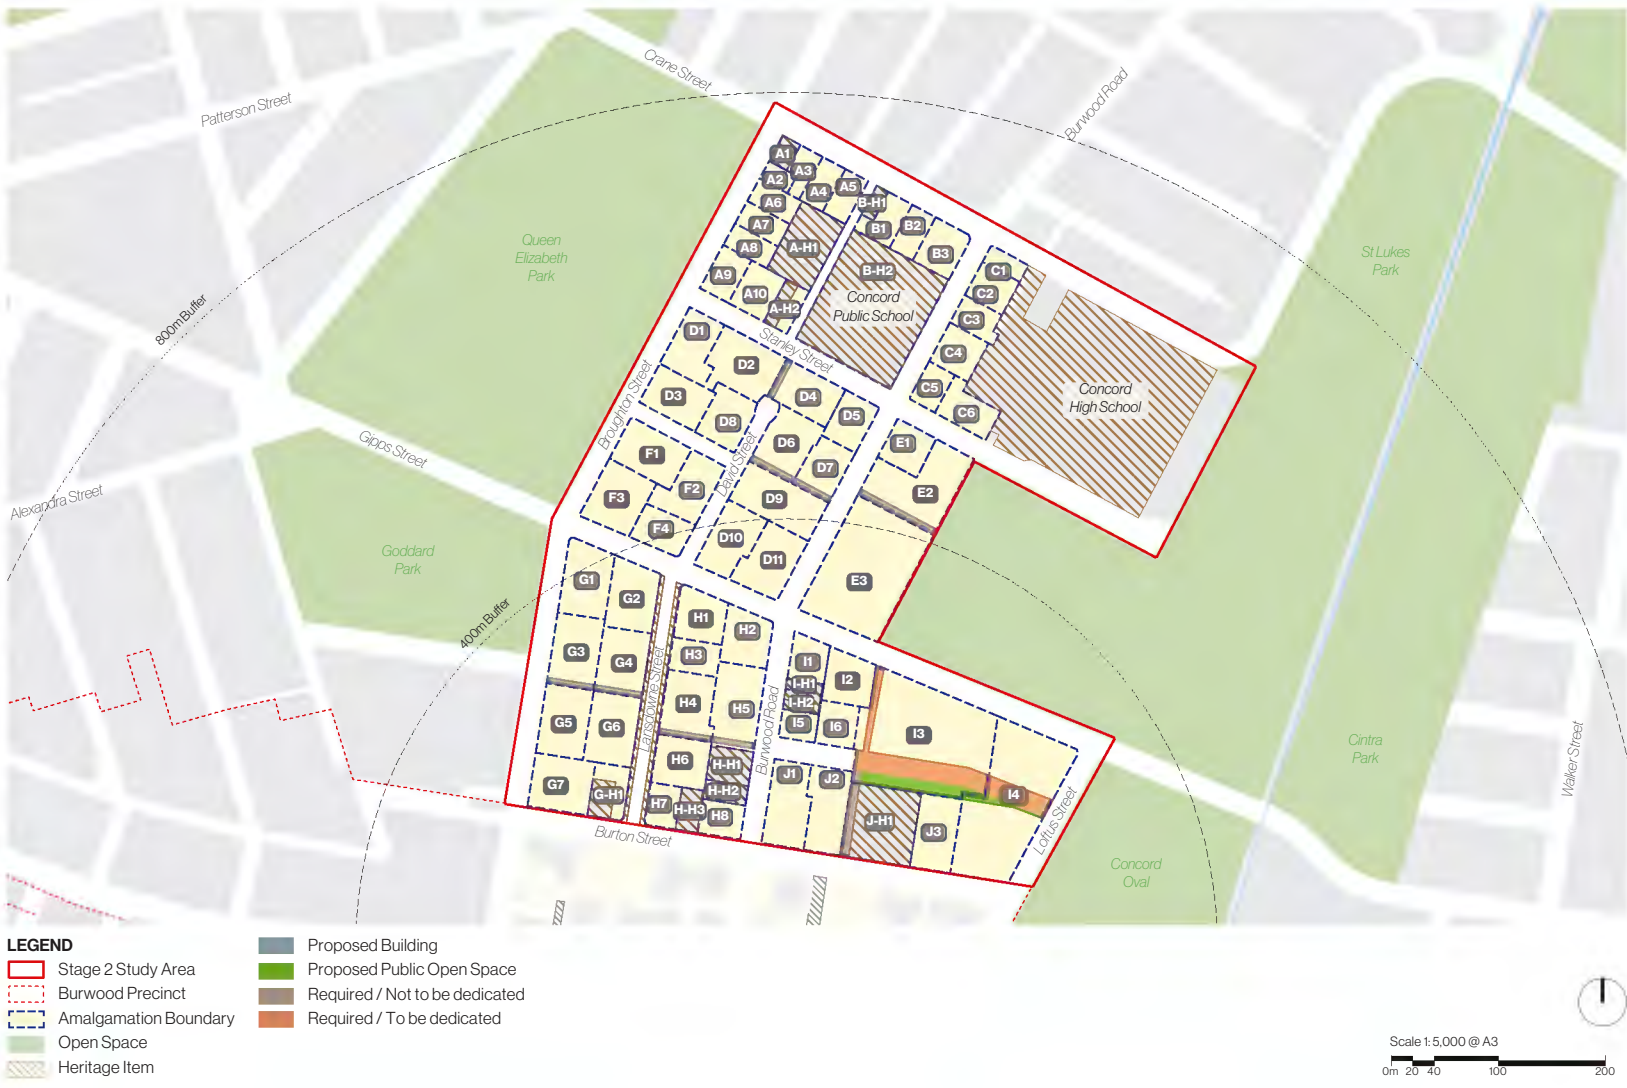 Crane Street
Burwood Road
Patterson Street
Queen
Elizabeth
Park
St Lukes
Park
800m Buffer
A1
A3
A2
A4
A5
A6
B-H1
A7
B1
B2
A8
A-H1
B3
A9
B-H2
C1
A10
Concord
Public School
C2
A-H2
C3
D1
Stanley Street
C4
D2
Broughton Street
C5
Concord
High School
D3
D4
C6
D8
D5
Gipps Street
D6
E1
F1
David Street
D7
F2
E2
Alexandra Street
F3
D9
F4
D10
Goddard
Park
D11
G1
E3
G2
400m Buffer
H1
H2
G3
H3
G4
Lansdowne Street
I1
I-H1
I2
H4
I-H2
H5
Burwood Road
I5
I6
G5
G6
I3
Cintra
Park
Walker Street
H6
H-H1
J1
J2
G7
H-H2
G-H1
I4
H7
H-H3
H8
J-H1
J3
Loftus Street
Burton Street
Concord
Oval
LEGEND
Stage 2 Study Area
Burwood Precinct
Amalgamation Boundary
Open Space
Heritage Item
Proposed Building
Proposed Public Open Space
Required / Not to be dedicated
Required / To be dedicated
Scale 1: 5,000 @ A3
0m 20 40 100 200